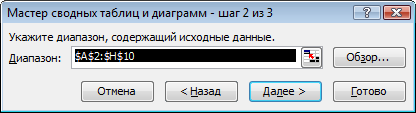 Мастер сводных таблиц и диаграмм - шаг 2 из 3
Укажите диапазон, содержащий исходные данные.
Диапазон: $A$2:$H$10 Обзор...
Отмена < Назад Далее > Готово